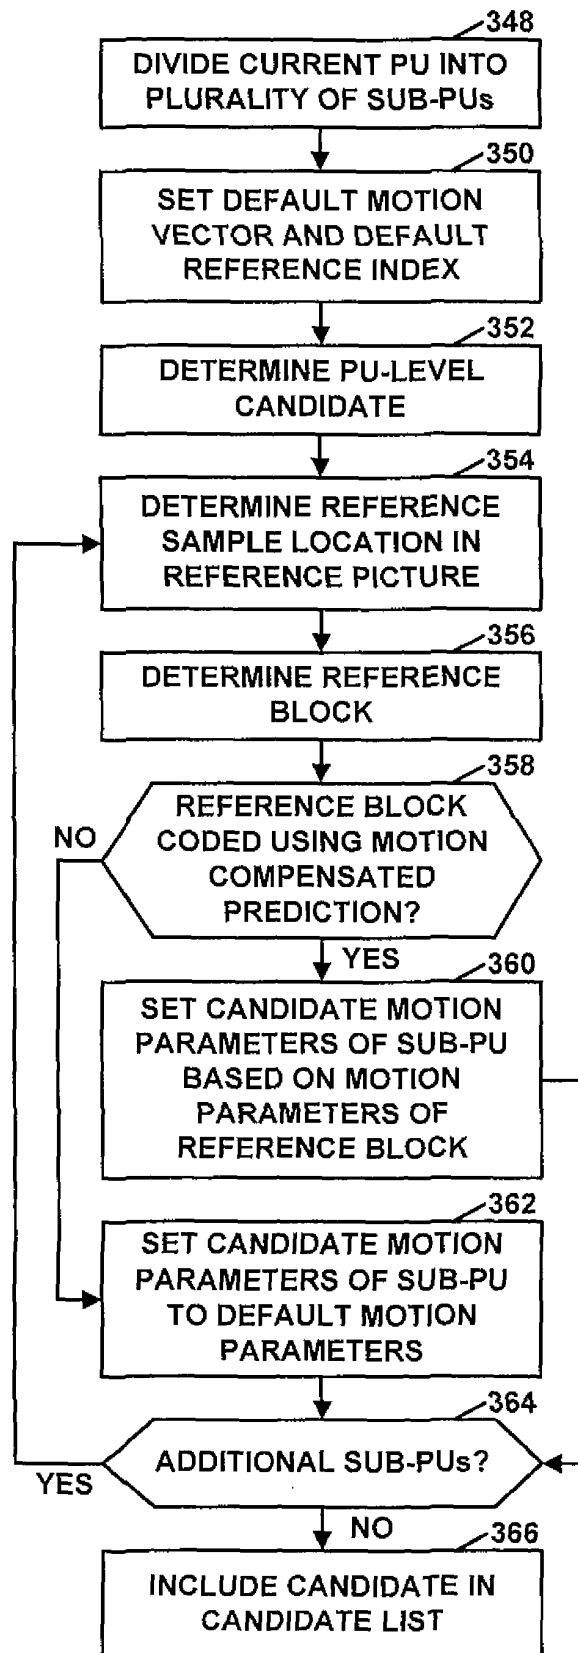 348
DIVIDE CURRENT PU INTO
PLURALITY OF SUB-PUs
350
SET DEFAULT MOTION
VECTOR AND DEFAULT
REFERENCE INDEX
352
DETERMINE PU-LEVEL
CANDIDATE
354
DETERMINE REFERENCE
SAMPLE LOCATION IN
REFERENCE PICTURE
356
DETERMINE REFERENCE
BLOCK
358
REFERENCE BLOCK
CODED USING MOTION
COMPENSATED
PREDICTION?
NO
YES
360
SET CANDIDATE MOTION
PARAMETERS OF SUB-PU
BASED ON MOTION
PARAMETERS OF
REFERENCE BLOCK
362
SET CANDIDATE MOTION
PARAMETERS OF SUB-PU
TO DEFAULT MOTION
PARAMETERS
364
ADDITIONAL SUB-PUs?
YES
NO
366
INCLUDE CANDIDATE IN
CANDIDATE LIST